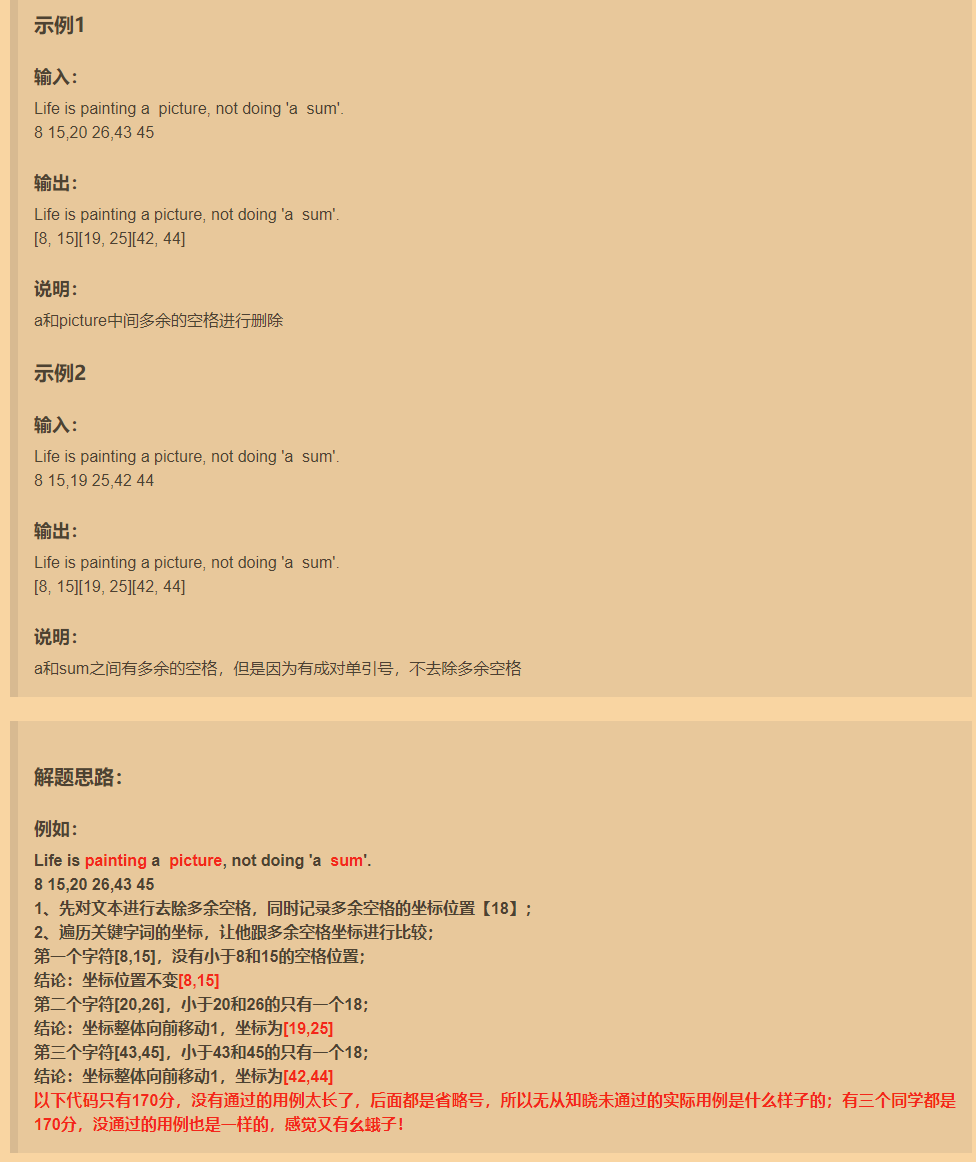 示例1
输入：
Life is painting a  picture, not doing 'a  sum'.
8 15,20 26,43 45
输出：
Life is painting a picture, not doing 'a  sum'.
[8, 15][19, 25][42, 44]
说明：
a和picture中间多余的空格进行删除
示例2
输入：
Life is painting a picture, not doing 'a  sum'.
8 15,19 25,42 44
输出：
Life is painting a picture, not doing 'a  sum'.
[8, 15][19, 25][42, 44]
说明：
a和sum之间有多余的空格，但是因为有成对单引号，不去除多余空格
解题思路：
例如：
Life is painting a  picture, not doing 'a  sum'.
8 15,20 26,43 45
1、先对文本进行去除多余空格，同时记录多余空格的坐标位置【18】；
2、遍历关键字词的坐标，让他跟多余空格坐标进行比较；
第一个字符[8,15]，没有小于8和15的空格位置；
结论：坐标位置不变[8,15]
第二个字符[20,26]，小于20和26的只有一个18；
结论：坐标整体向前移动1，坐标为[19,25]
第三个字符[43,45]，小于43和45的只有一个18；
结论：坐标整体向前移动1，坐标为[42,44]
以下代码只有170分，没有通过的用例太长了，后面都是省略号，所以无从知晓未通过的实际用例是什么样子的；有三个同学都是
170分，没通过的用例也是一样的，感觉又有幺蛾子！